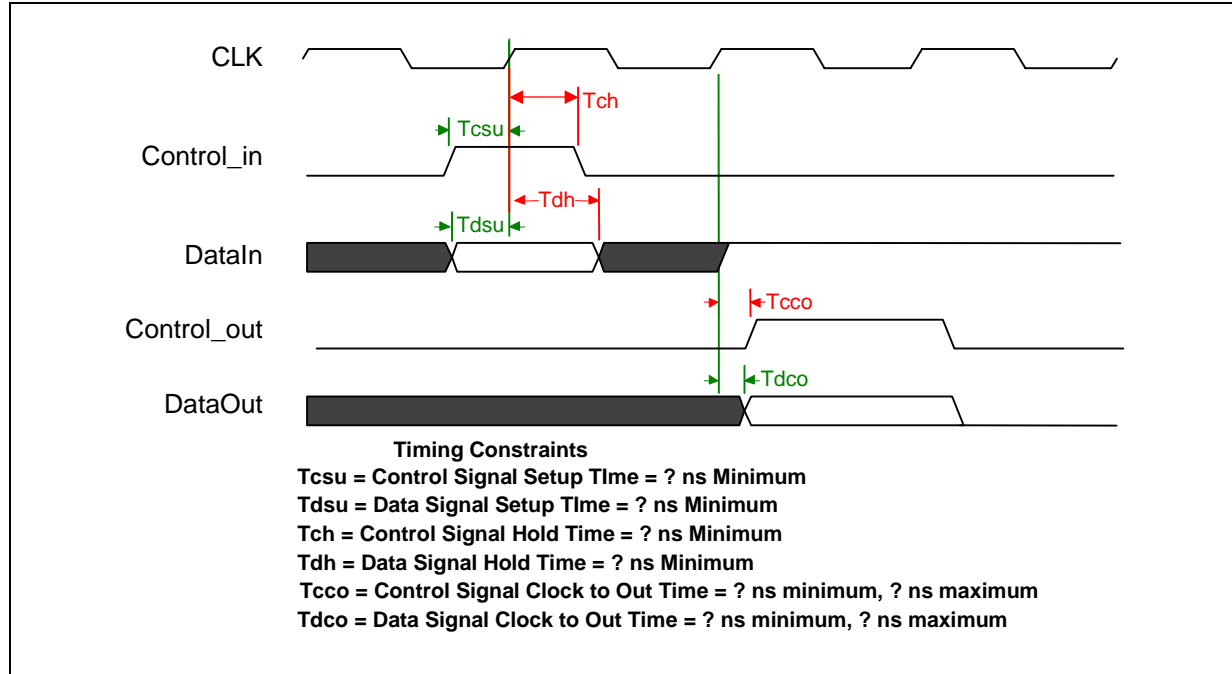 CLK
Tch
Tcsu
Control_in
Tdh
Tdsu
DataIn
Tcco
Control_out
Tdco
DataOut
Timing Constraints
Tcsu = Control Signal Setup TIme = ? ns Minimum
Tdsu = Data Signal Setup TIme = ? ns Minimum
Tch = Control Signal Hold Time = ? ns Minimum
Tdh = Data Signal Hold Time = ? ns Minimum
Tcco = Control Signal Clock to Out Time = ? ns minimum, ? ns maximum
Tdco = Data Signal Clock to Out Time = ? ns minimum, ? ns maximum